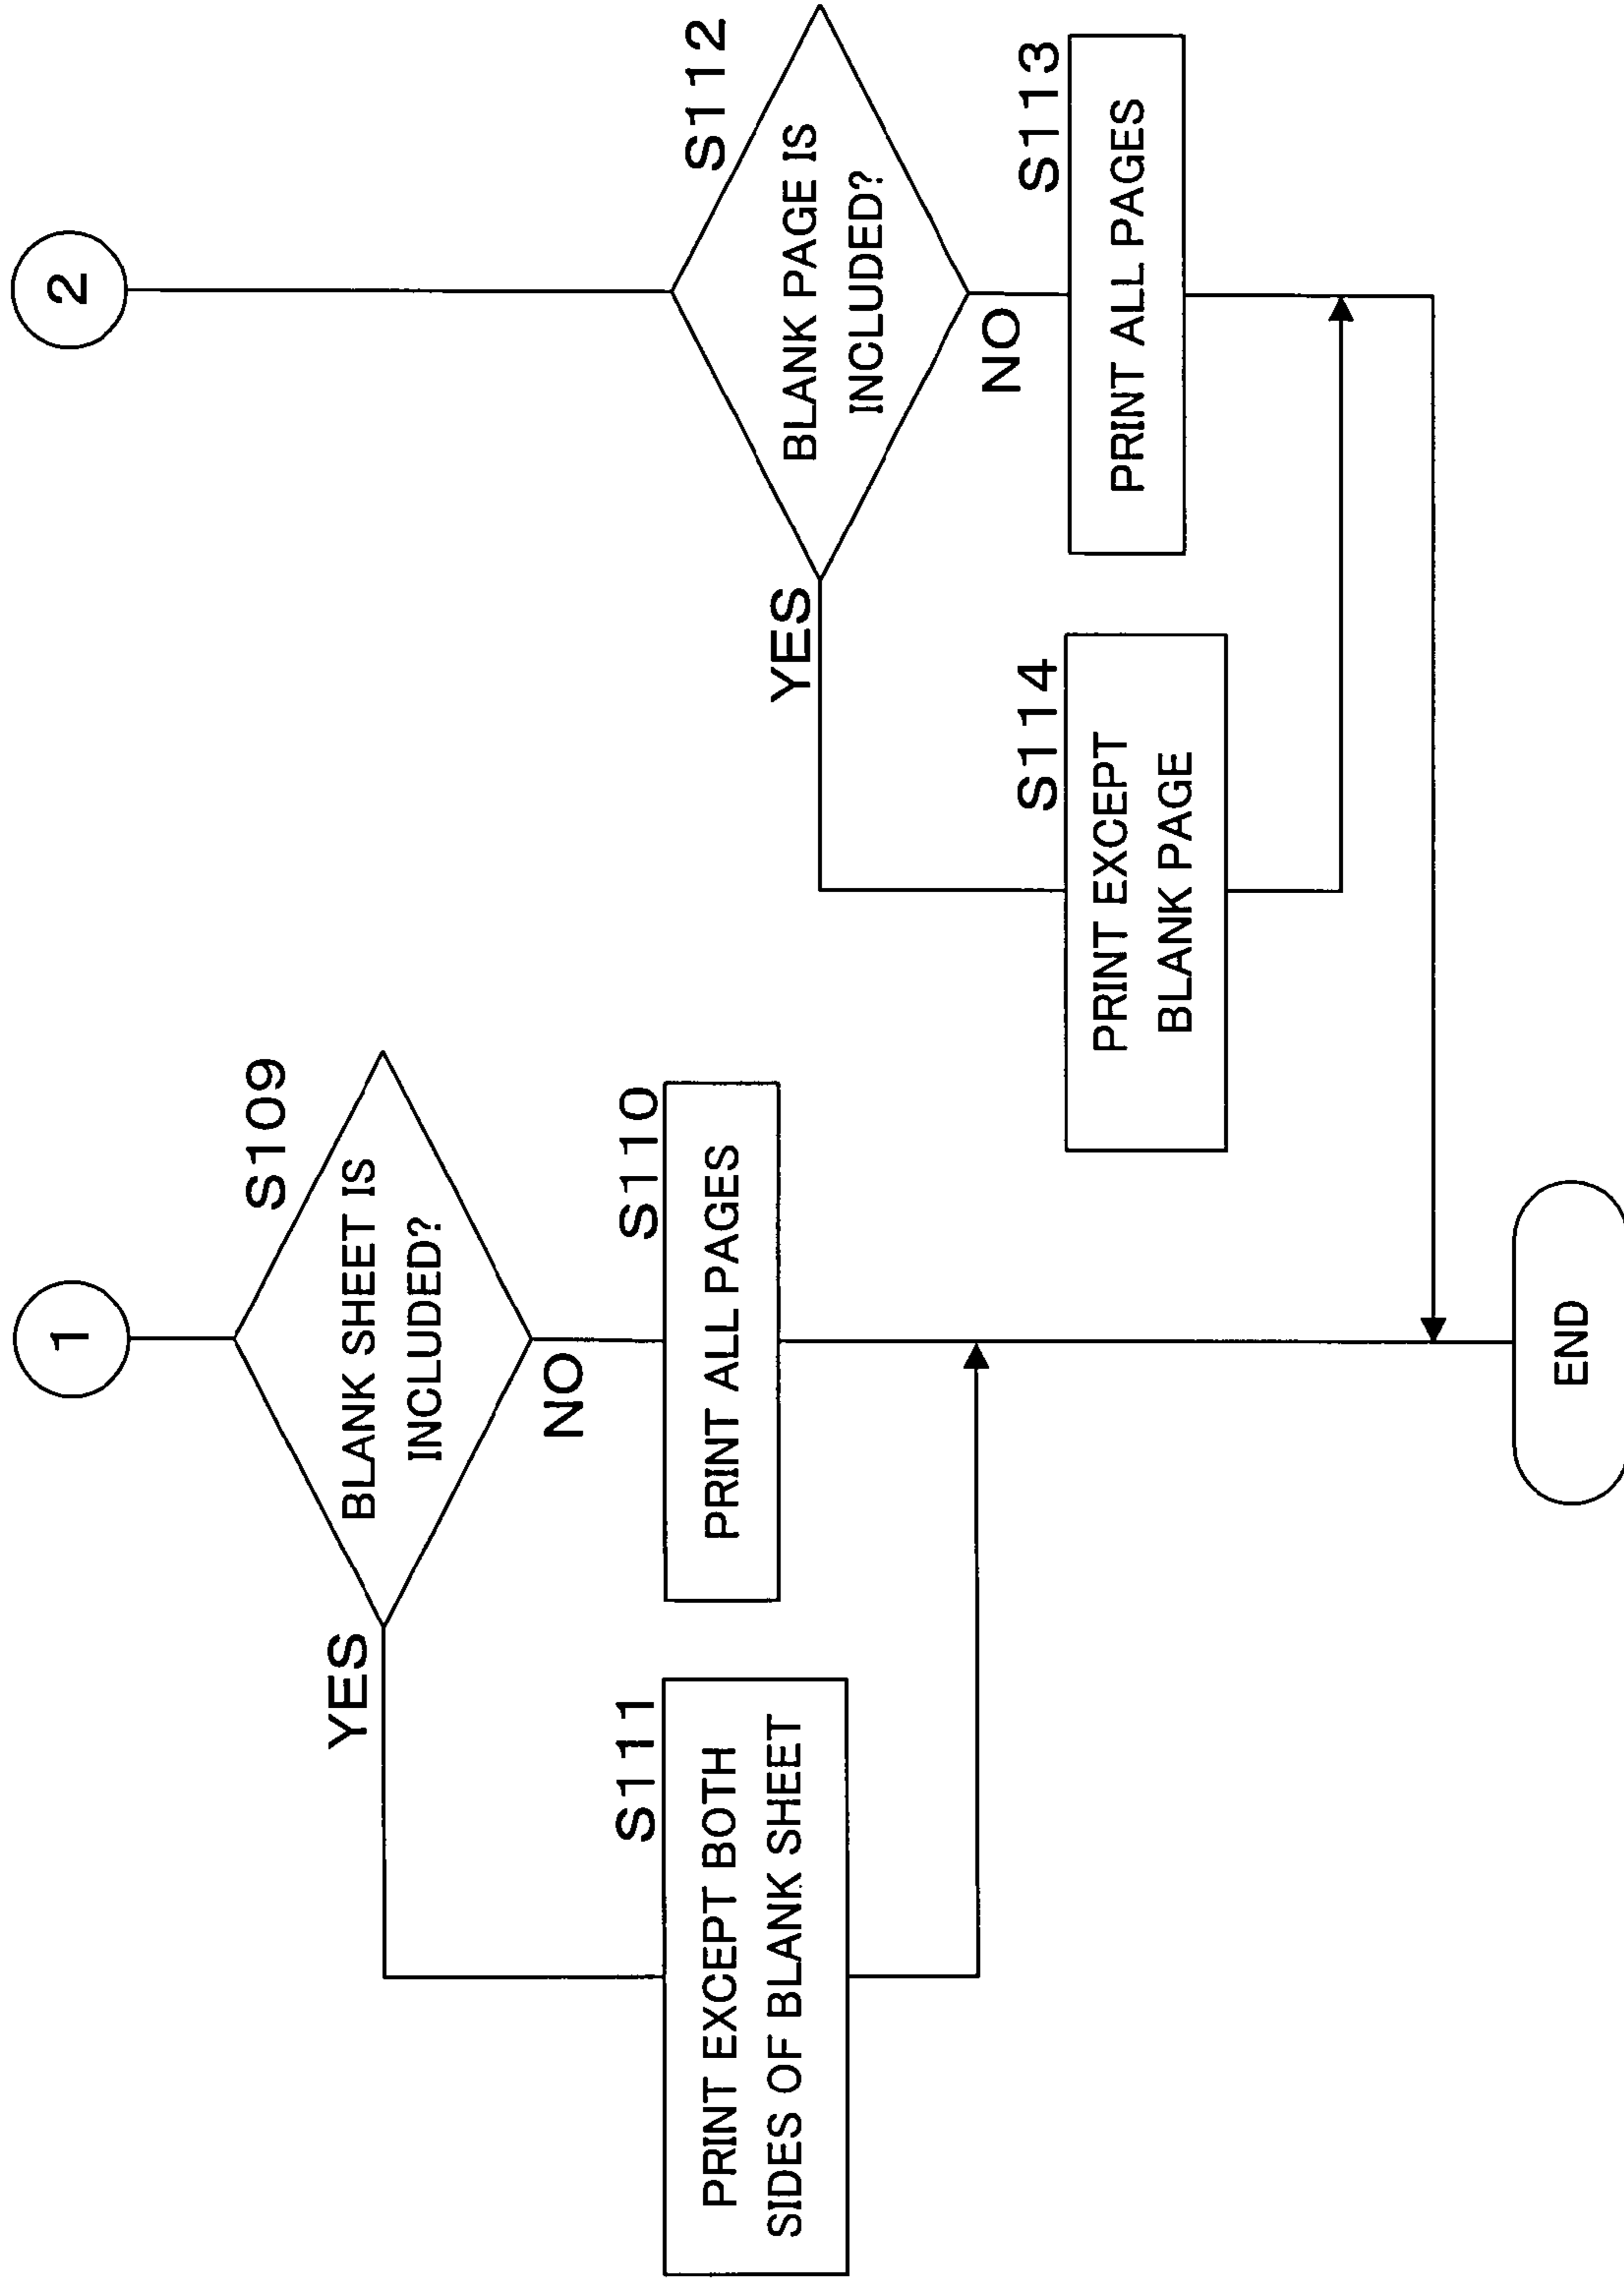 1
S109
BLANK SHEET IS
INCLUDED?
YES
NO
S111
PRINT EXCEPT BOTH
SIDES OF BLANK SHEET
S110
PRINT ALL PAGES
2
S112
BLANK PAGE IS
INCLUDED?
YES
NO
S114
PRINT EXCEPT
BLANK PAGE
S113
PRINT ALL PAGES
END